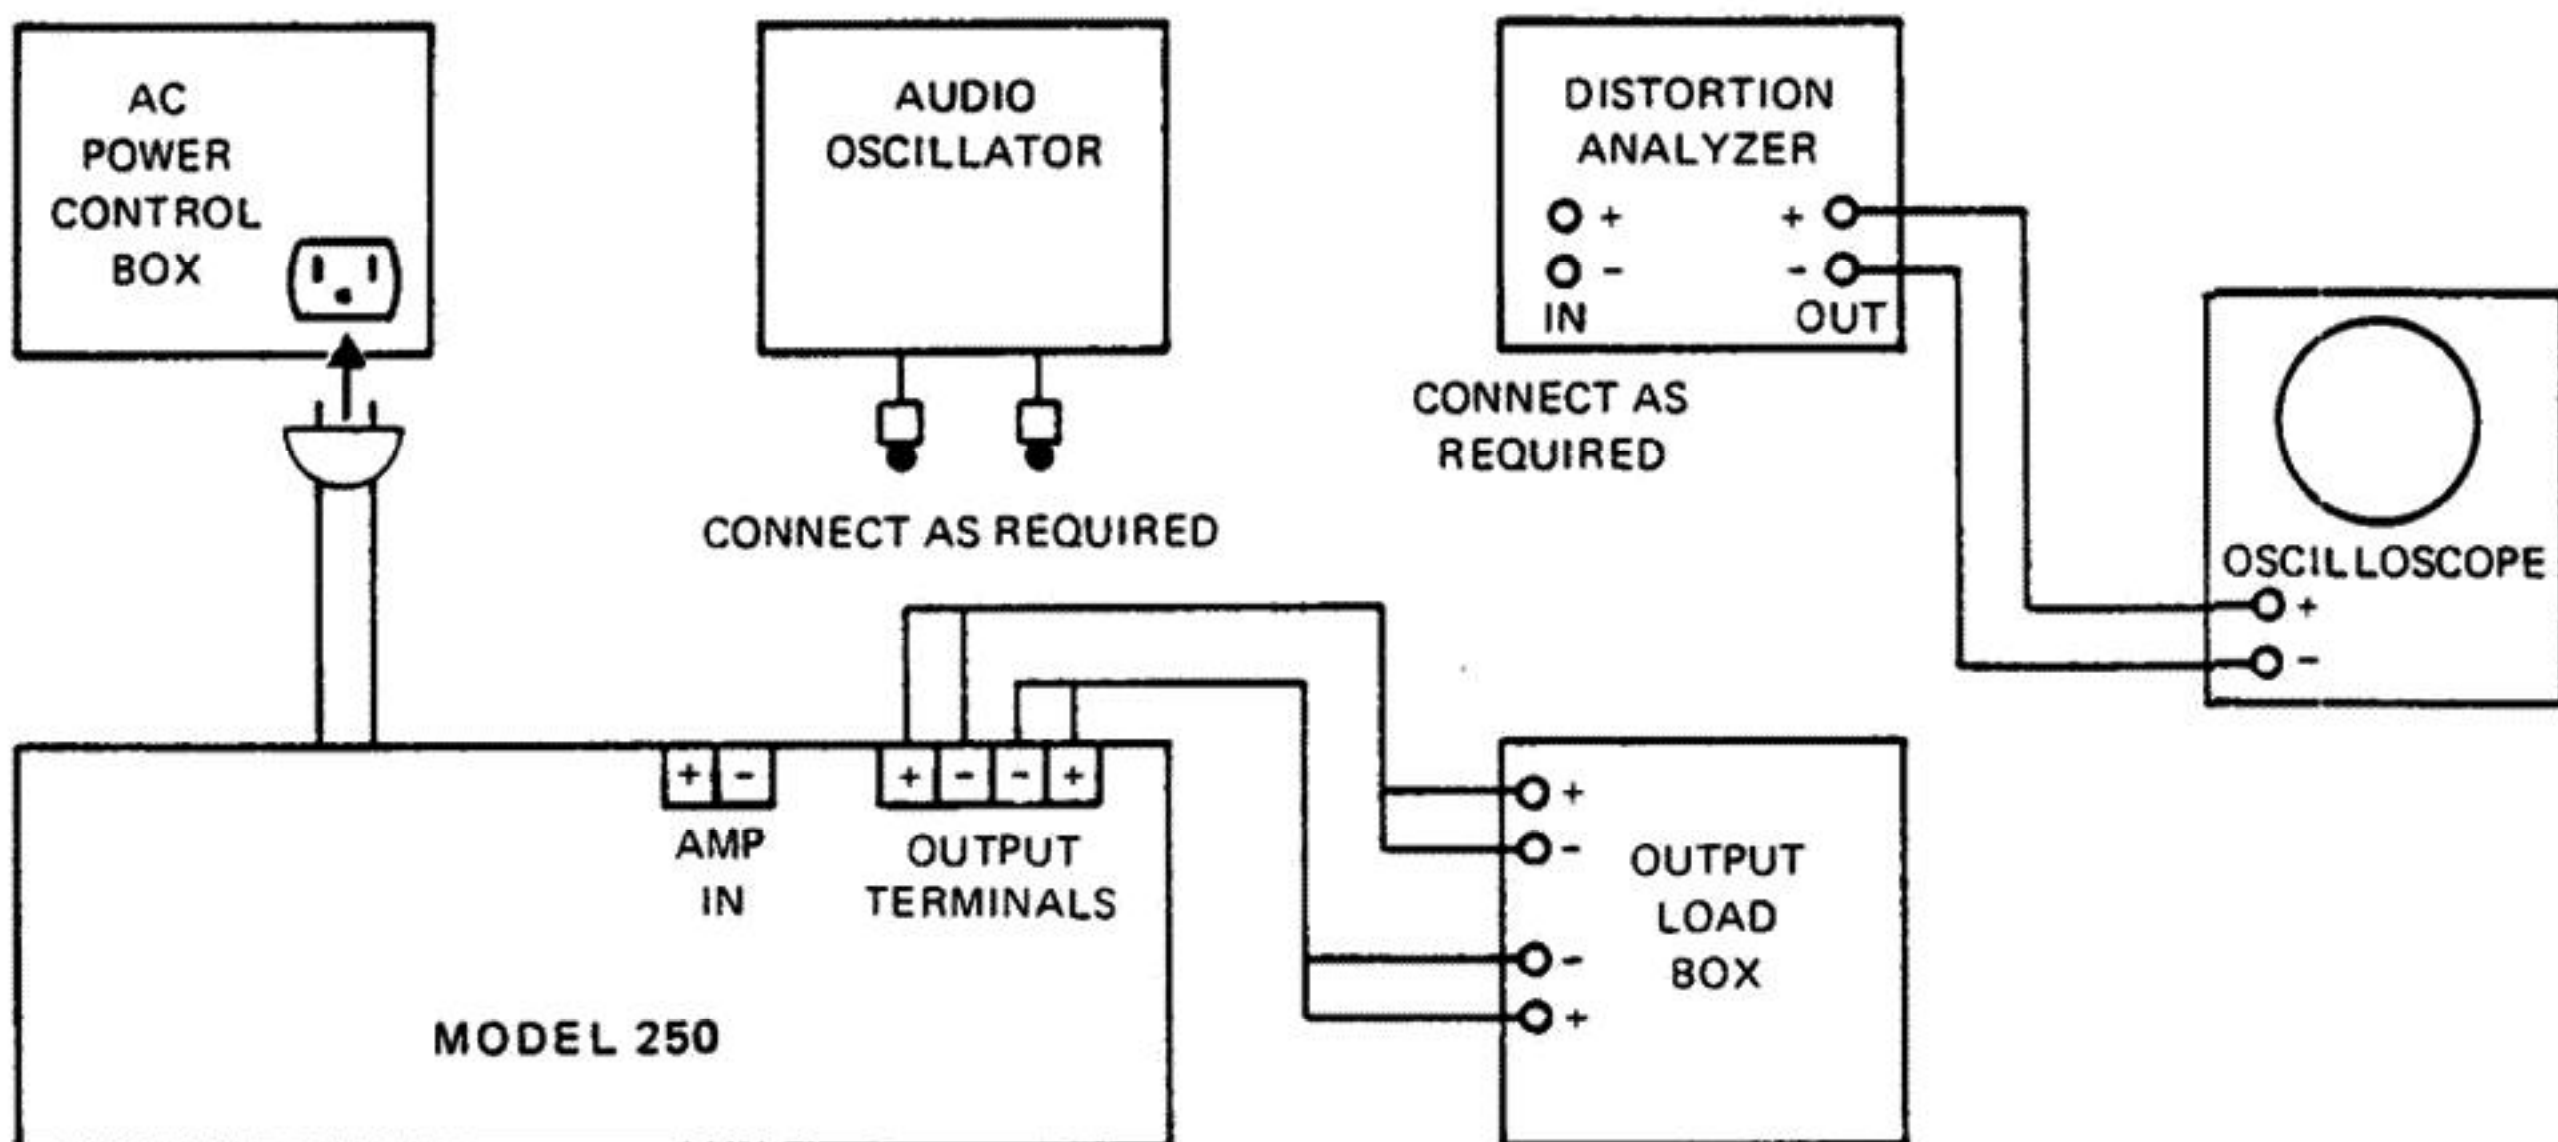 AC
POWER
CONTROL
BOX
AUDIO
OSCILLATOR
CONNECT AS REQUIRED
DISTORTION
ANALYZER
+ +
- -
IN OUT
CONNECT AS
REQUIRED
OSCILLOSCOPE
+
-
+ -
AMP
IN
+ - - +
OUTPUT
TERMINALS
MODEL 250
+
-
OUTPUT
LOAD
BOX
-
+